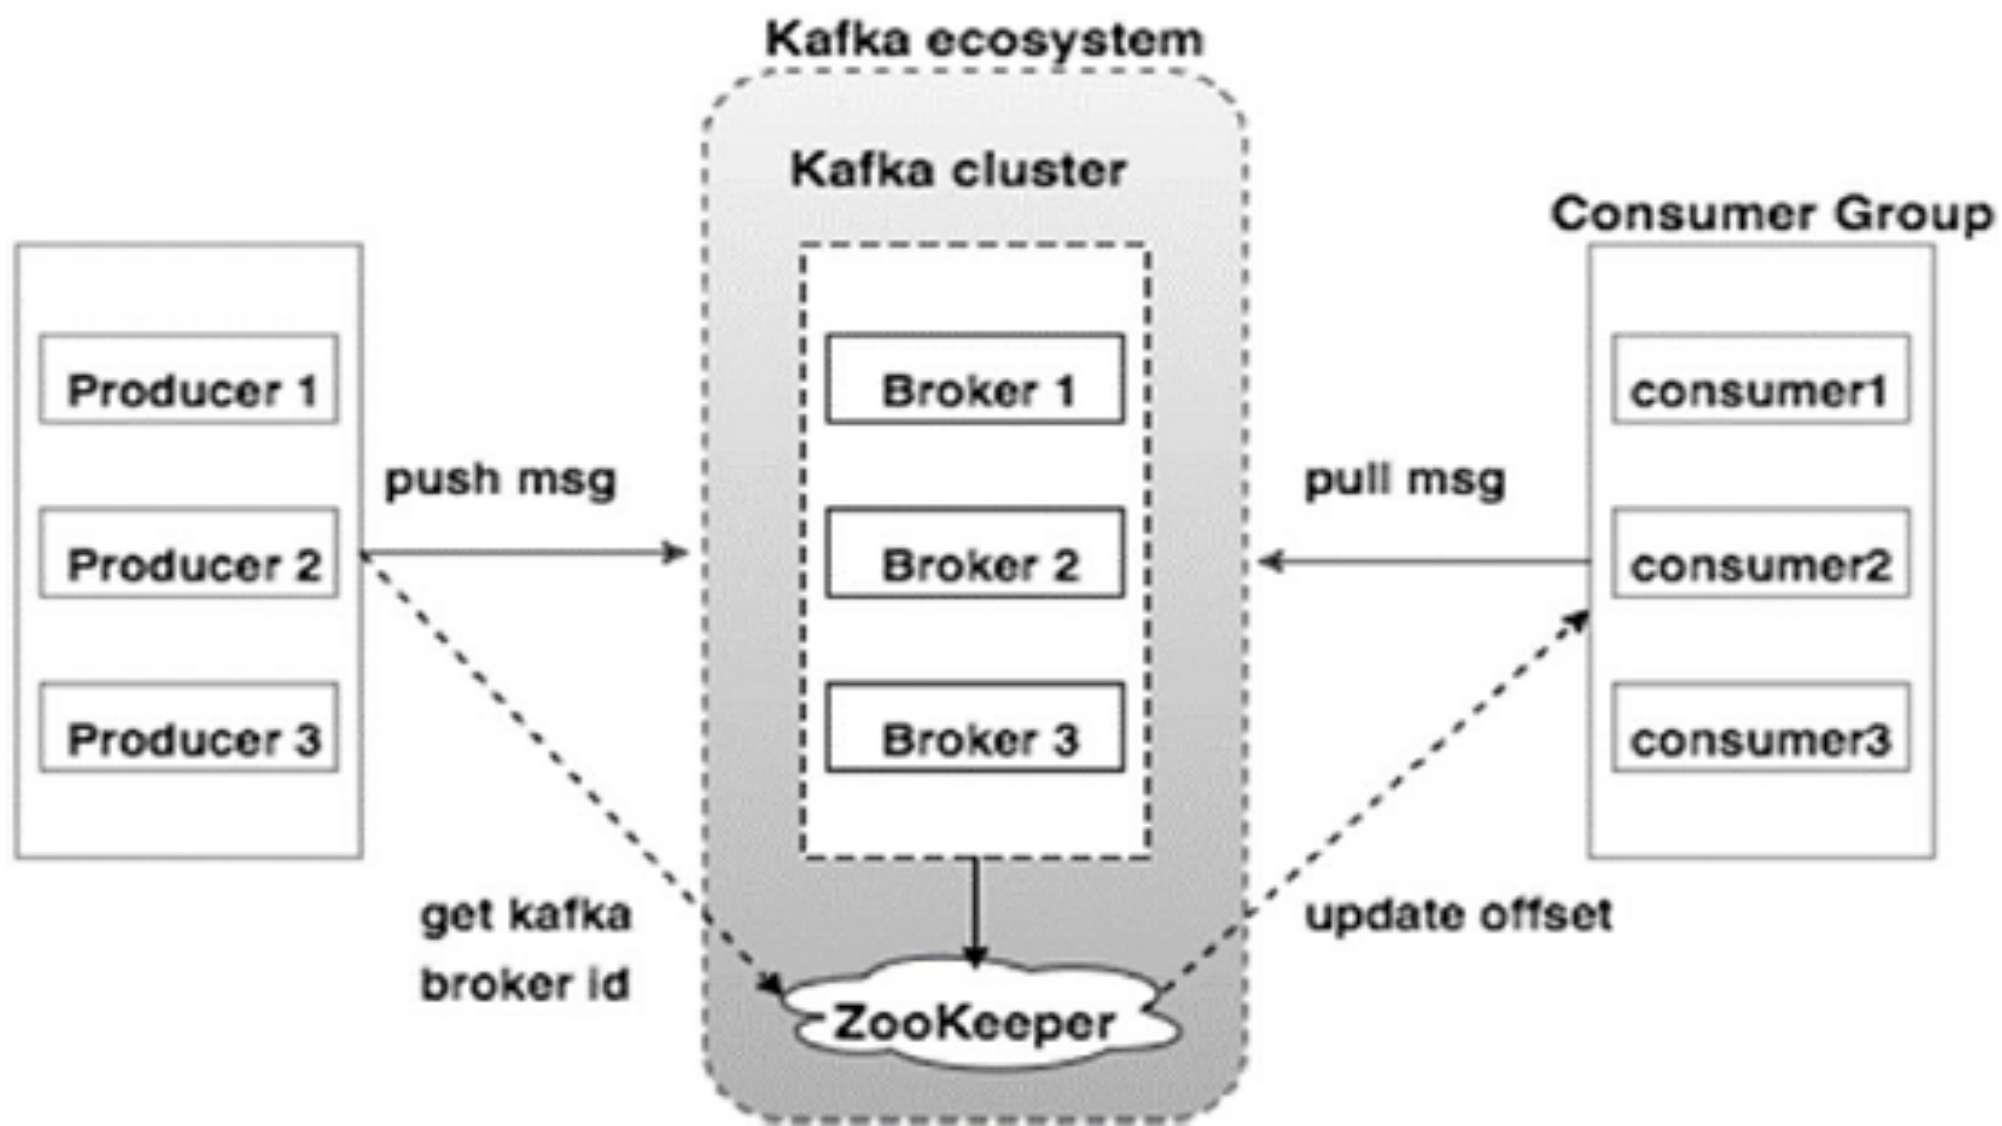 Kafka ecosystem
Kafka cluster
Consumer Group
Producer 1
Producer 2
Producer 3
push msg
Broker 1
Broker 2
Broker 3
pull msg
consumer1
consumer2
consumer3
get kafka
broker id
update offset
ZooKeeper